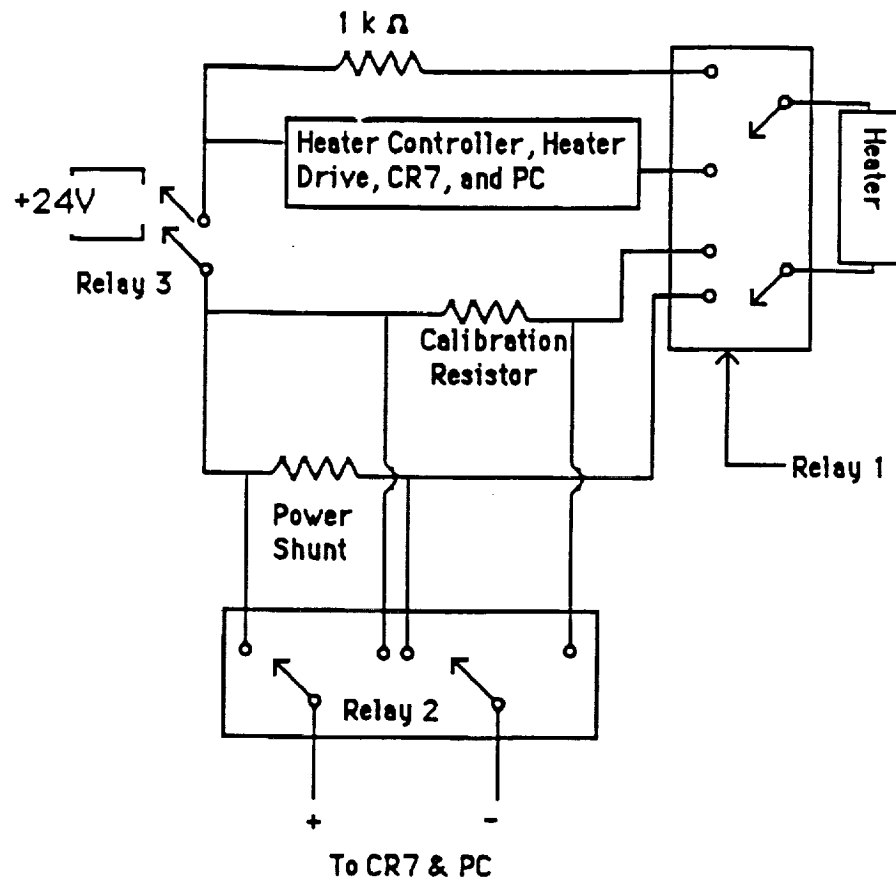 1 k Ω
Heater Controller, Heater
Drive, CR7, and PC
Heater
+24V
Relay 3
Calibration
Resistor
Relay 1
Power
Shunt
Relay 2
+
-
To CR7 & PC